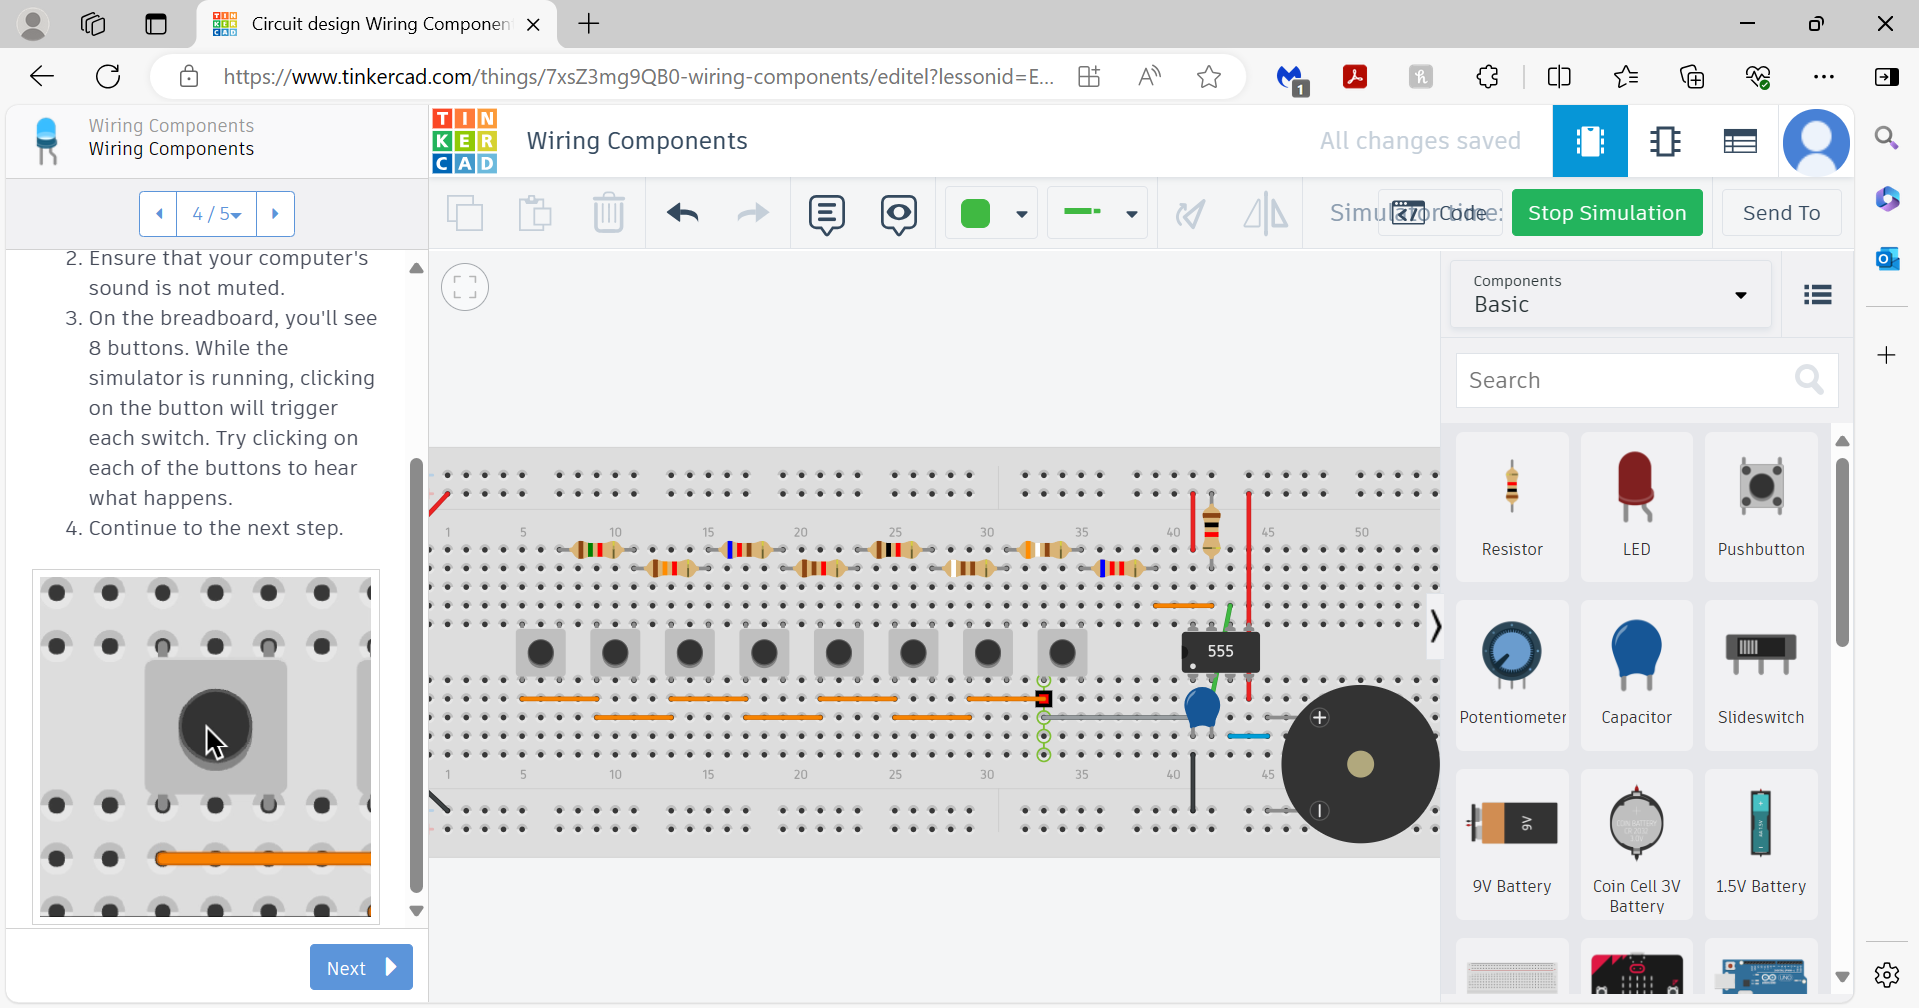 Circuit design Wiring Componen
https://www.tinkercad.com/things/7xsZ3mg9QB0-wiring-components/editel?lessonid=E...
1
Wiring Components
Wiring Components
TINKERCAD
Wiring Components
All changes saved
4 / 5
Simulator time:
Code
Stop Simulation
Send To
2. Ensure that your computer's
sound is not muted.
3. On the breadboard, you'll see
8 buttons. While the
simulator is running, clicking
on the button will trigger
each switch. Try clicking on
each of the buttons to hear
what happens.
4. Continue to the next step.
Next
1 5 10 15 20 25 30 35 40 45 50
555
1 5 10 15 20 25 30 35 40 45
Components
Basic
Search
Resistor
LED
Pushbutton
Potentiometer
Capacitor
Slideswitch
9V
9V Battery
Coin Cell 3V
Battery
1.5V Battery